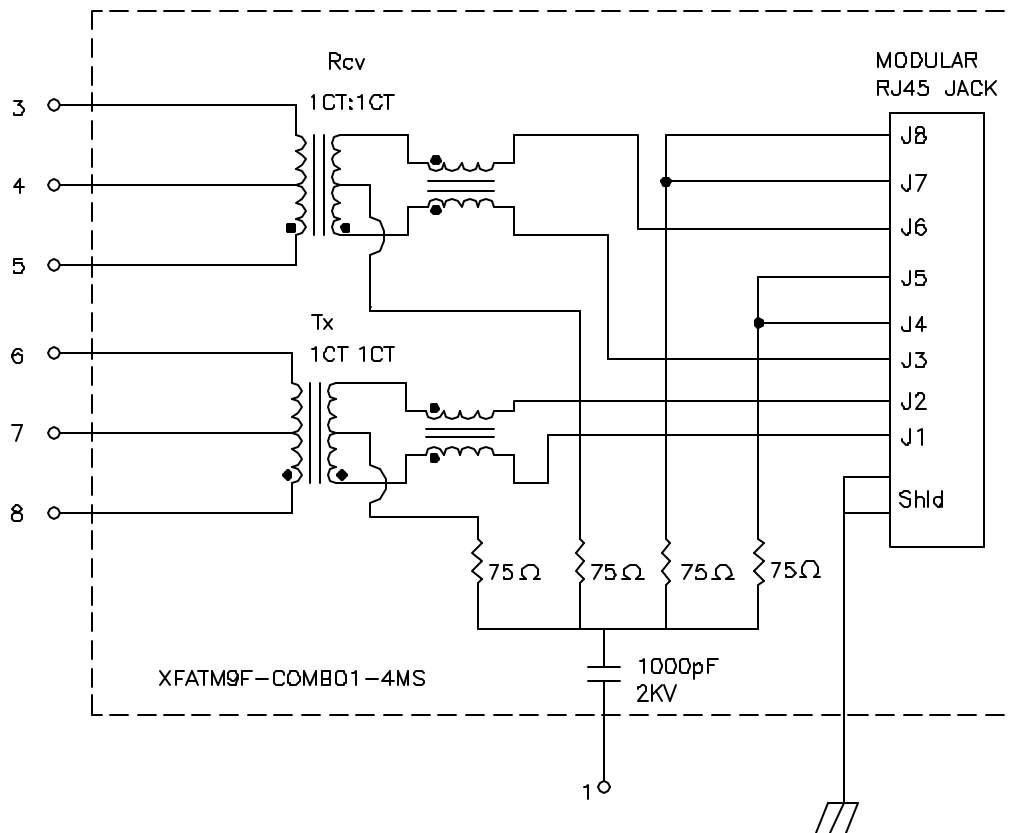 Rcv
1CT:1CT
MODULAR
RJ45 JACK
3
4
5
J8
J7
J6
J5
J4
J3
J2
J1
Shld
Tx
1CT 1CT
6
7
8
75Ω
75Ω
75Ω
75Ω
XFATM9F-COMBO1-4MS
1000pF
2KV
1